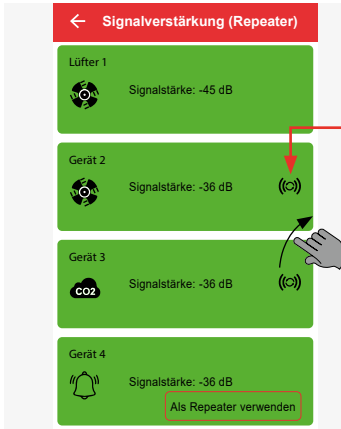 Signalverstärkung (Repeater)
Lüfter 1
Signalstärke: -45 dB
Gerät 2
Signalstärke: -36 dB
Gerät 3
CO2
Signalstärke: -36 dB
Gerät 4
Signalstärke: -36 dB
Als Repeater verwenden